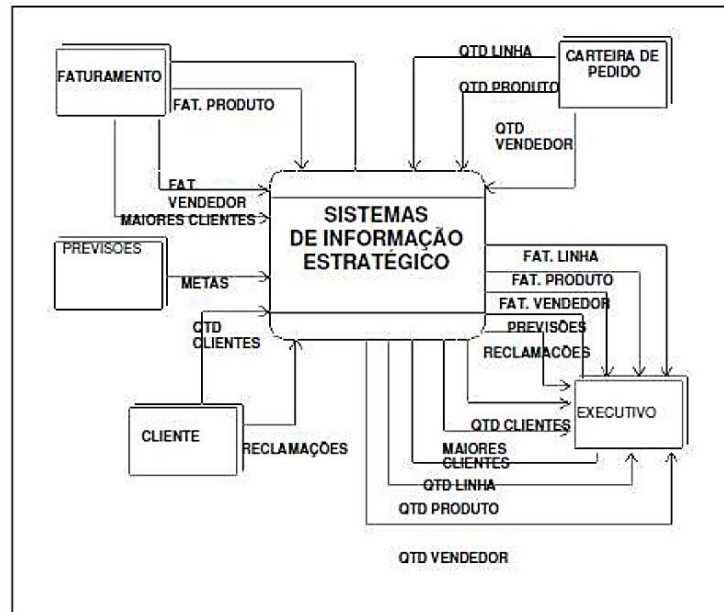 FATURAMENTO
FAT. PRODUTO
FAT.
VENDEDOR
MAIORES CLIENTES
QTD LINHA
QTD PRODUTO
QTD
VENDEDOR
CARTEIRA DE
PEDIDO
SISTEMAS
DE INFORMAÇÃO
ESTRATÉGICO
PREVISOES
METAS
QTD
CLIENTES
CLIENTE
RECLAMAÇÕES
FAT. LINHA
FAT. PRODUTO
FAT. VENDEDOR
PREVISÕES
RECLAMACÕES
EXECUTIVO
QTD CLIENTES
MAIORES
CLIENTES
QTD LINHA
QTD PRODUTO
QTD VENDEDOR